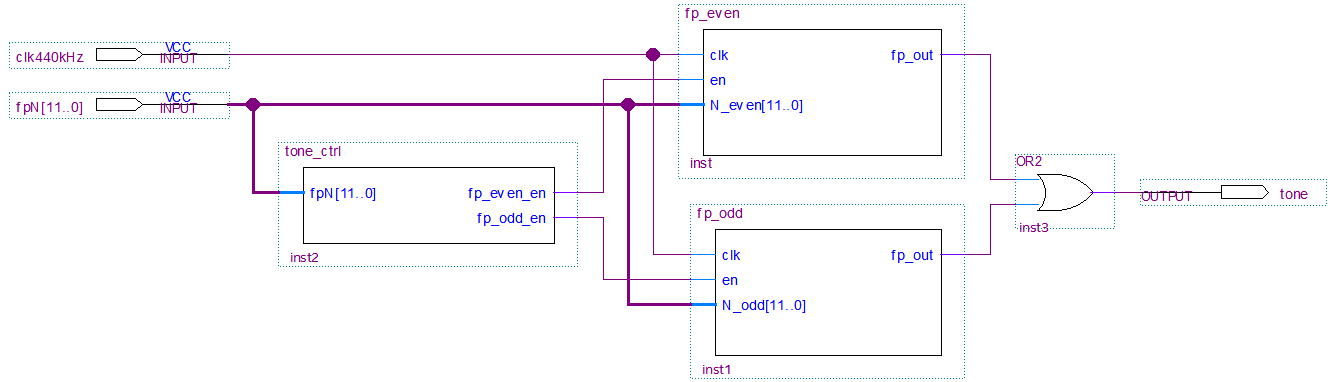 fp_even
clk440kHz
VCC
INPUT
clk
fp_out
en
fpN[11..0]
VCC
INPUT
N_even[11..0]
inst
tone_ctrl
fpN[11..0]
fp_even_en
fp_odd_en
inst2
OR2
inst3
OUTPUT
tone
fp_odd
clk
fp_out
en
N_odd[11..0]
inst1